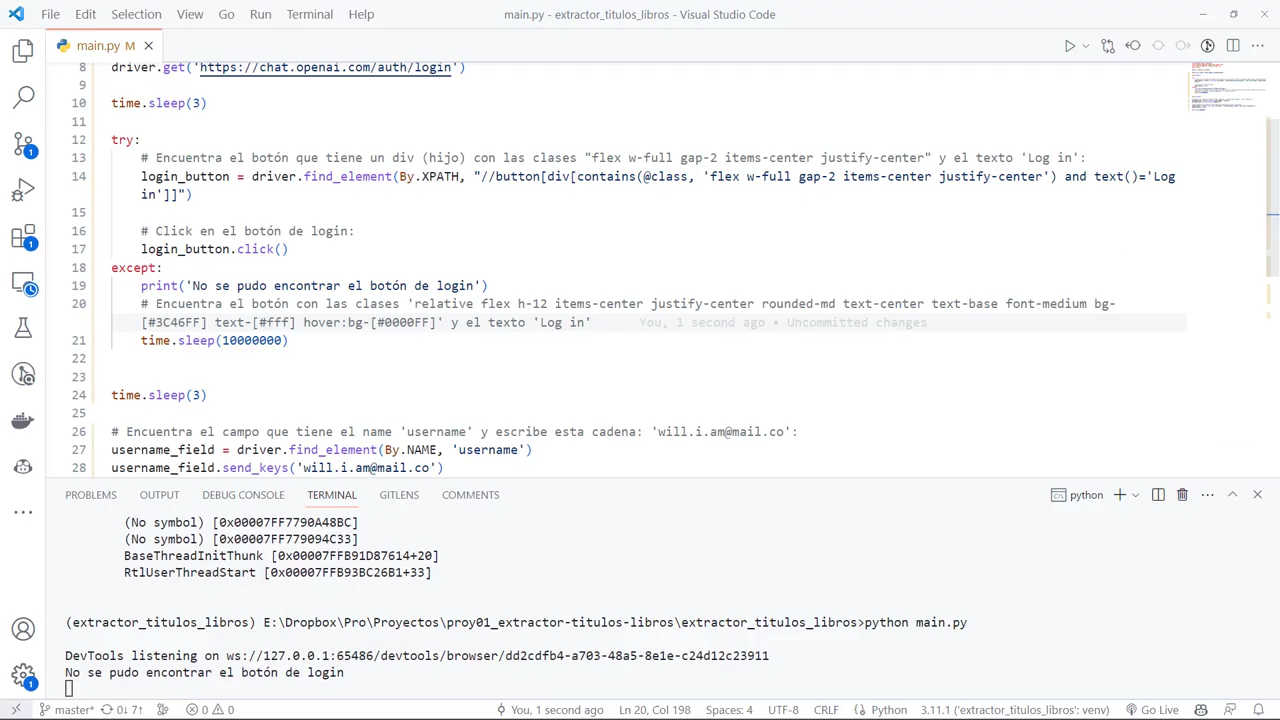 File Edit Selection View Go Run Terminal Help
main.py - extractor_titulos_libros - Visual Studio Code
main.py M
8 driver.get('https://chat.openai.com/auth/login')
9
10 time.sleep(3)
11
12 try:
13 # Encuentra el botón que tiene un div (hijo) con las clases "flex w-full gap-2 items-center justify-center" y el texto 'Log in':
14 login_button = driver.find_element(By.XPATH, "//button[div[contains(@class, 'flex w-full gap-2 items-center justify-center') and text()='Log
in']]")
15
16 # Click en el botón de login:
17 login_button.click()
18 except:
19 print('No se pudo encontrar el botón de login')
20 # Encuentra el botón con las clases 'relative flex h-12 items-center justify-center rounded-md text-center text-base font-medium bg-
[#3C46FF] text-[#fff] hover:bg-[#0000FF]' y el texto 'Log in' You, 1 second ago • Uncommitted changes
21 time.sleep(10000000)
22
23
24 time.sleep(3)
25
26 # Encuentra el campo que tiene el name 'username' y escribe esta cadena: 'will.i.am@mail.co':
27 username_field = driver.find_element(By.NAME, 'username')
28 username_field.send_keys('will.i.am@mail.co')
1
1
1
PROBLEMS OUTPUT DEBUG CONSOLE TERMINAL GITLENS COMMENTS
python
(No symbol) [0x00007FF7790A48BC]
(No symbol) [0x00007FF779094C33]
BaseThreadInitThunk [0x00007FFB91D87614+20]
RtlUserThreadStart [0x00007FFB93BC26B1+33]
(extractor_titulos_libros) E:\Dropbox\Pro\Proyectos\proy01_extractor-titulos-libros\extractor_titulos_libros>python main.py
DevTools listening on ws://127.0.0.1:65486/devtools/browser/dd2cdfb4-a703-48a5-8e1e-c24d12c23911
No se pudo encontrar el botón de login
master* 0↓ 7↑ 0 0 You, 1 second ago Ln 20, Col 198 Spaces: 4 UTF-8 CRLF Python 3.11.1 ('extractor_titulos_libros': venv) Go Live